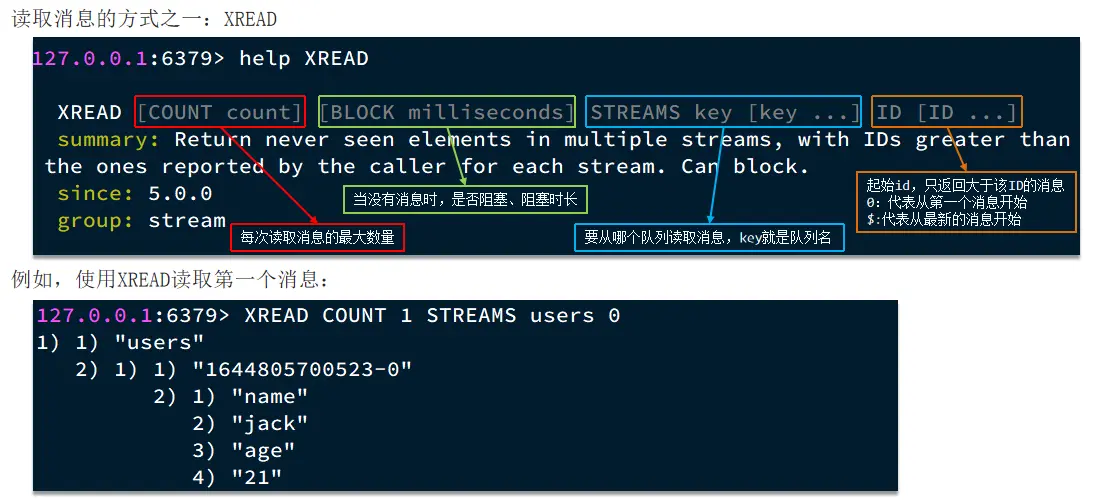 读取消息的方式之一：XREAD
127.0.0.1:6379> help XREAD
XREAD [COUNT count] [BLOCK milliseconds] STREAMS key [key ...] ID [ID ...]
summary: Return never seen elements in multiple streams, with IDs greater than
the ones reported by the caller for each stream. Can block.
since: 5.0.0
group: stream
每次读取消息的最大数量
当没有消息时，是否阻塞、阻塞时长
要从哪个队列读取消息，key就是队列名
起始id，只返回大于该ID的消息
0：代表从第一个消息开始
$:代表从最新的消息开始
例如，使用XREAD读取第一个消息：
127.0.0.1:6379> XREAD COUNT 1 STREAMS users 0
1) 1) "users"
2) 1) 1) "1644805700523-0"
2) 1) "name"
2) "jack"
3) "age"
4) "21"